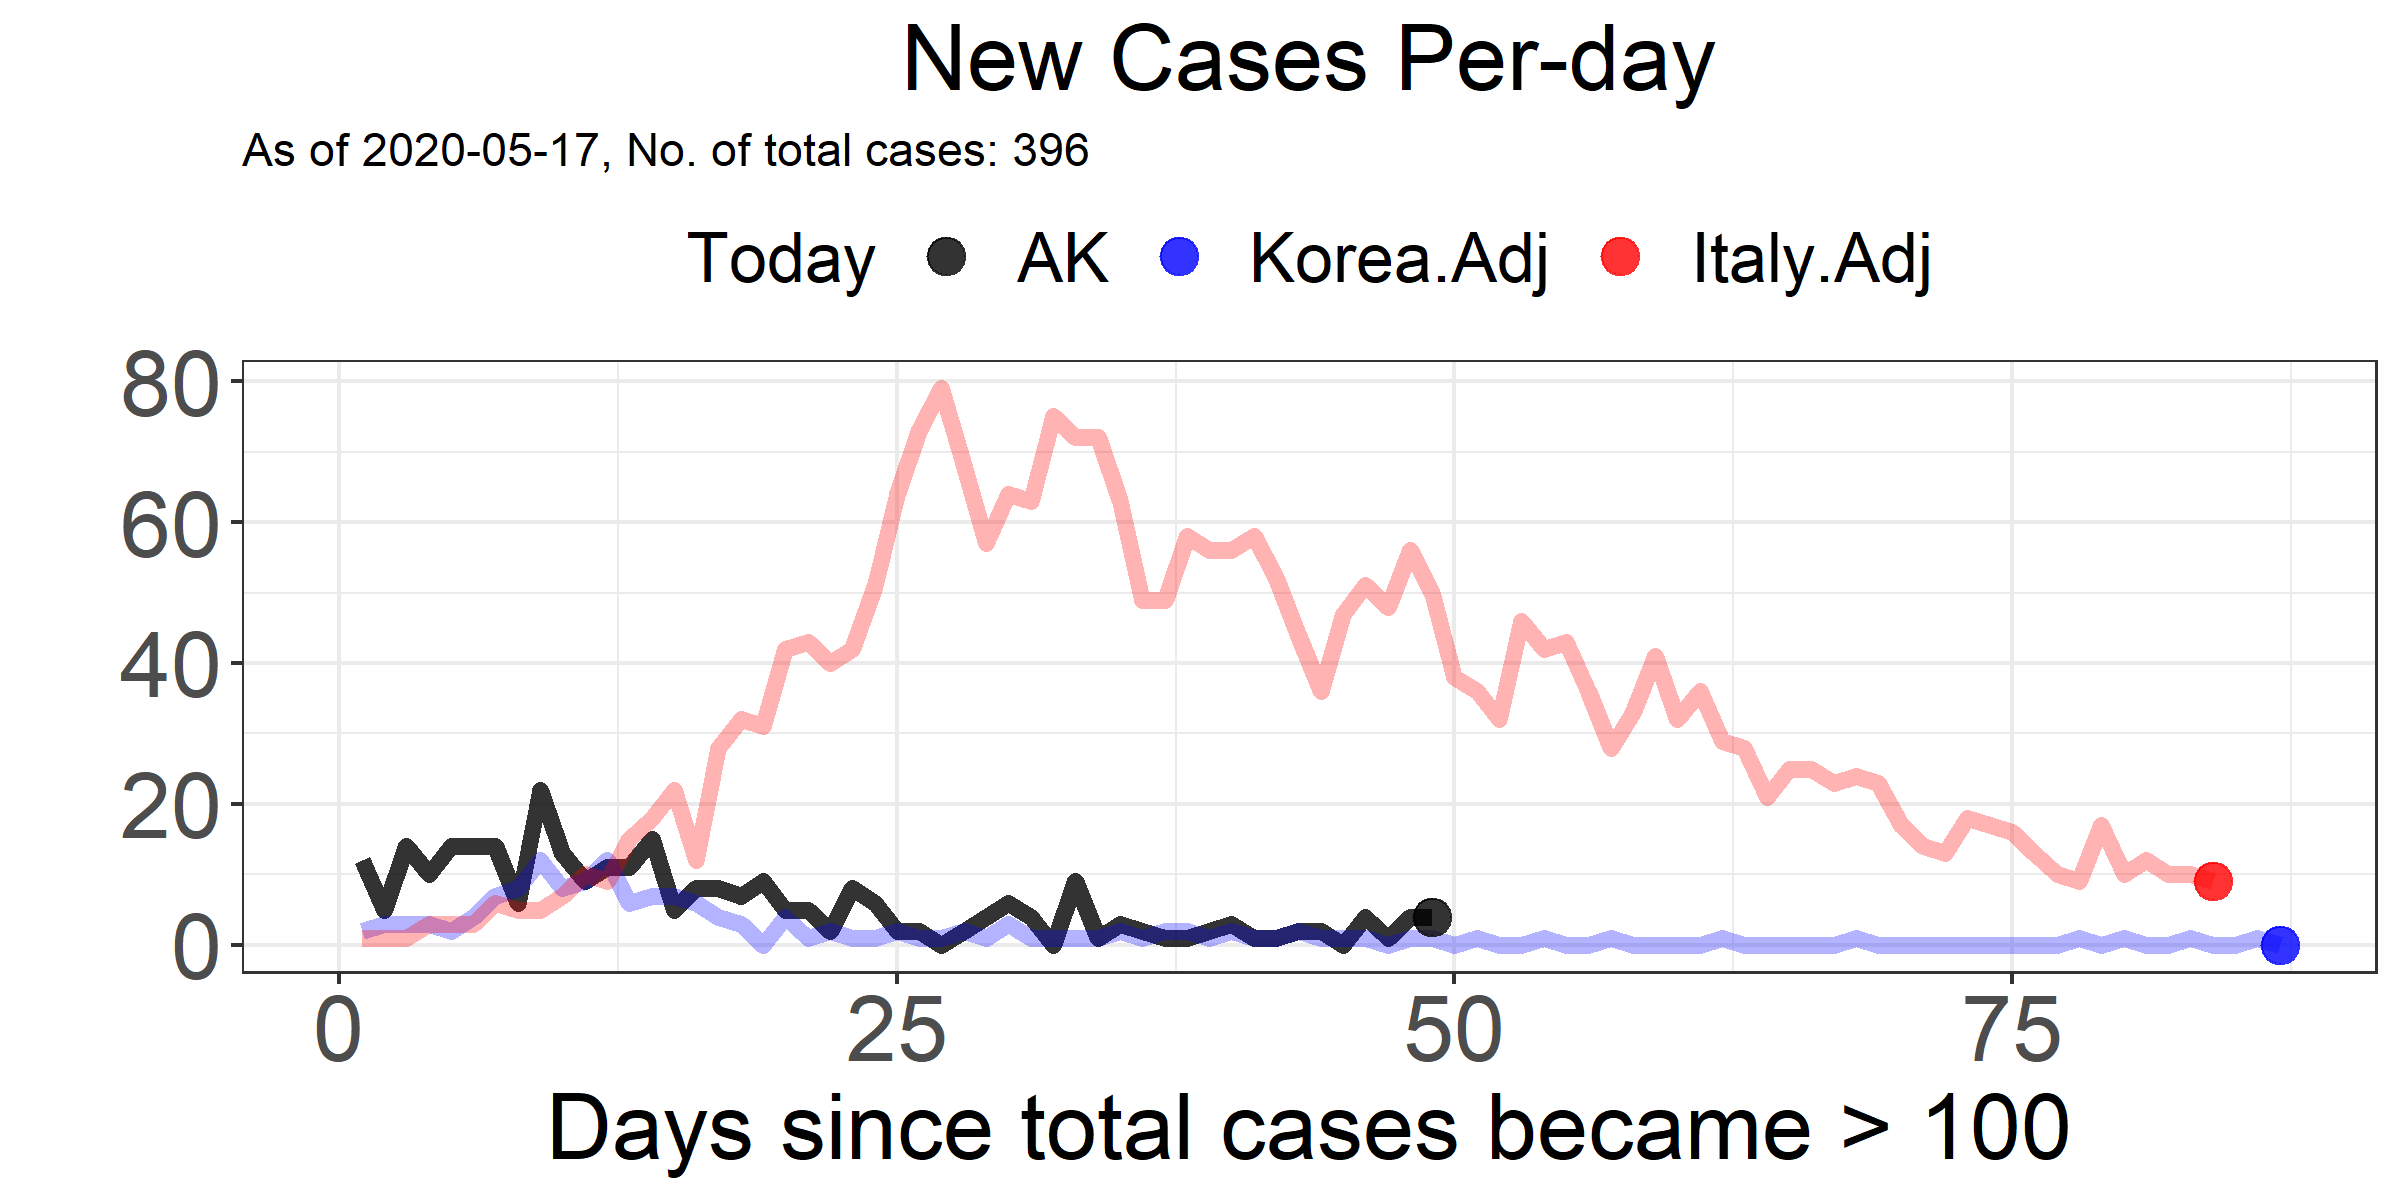 New Cases Per-day
As of 2020-05-17, No. of total cases: 396
Today AK Korea.Adj Italy.Adj
80
60
40
20
0
0 25 50 75
Days since total cases became > 100